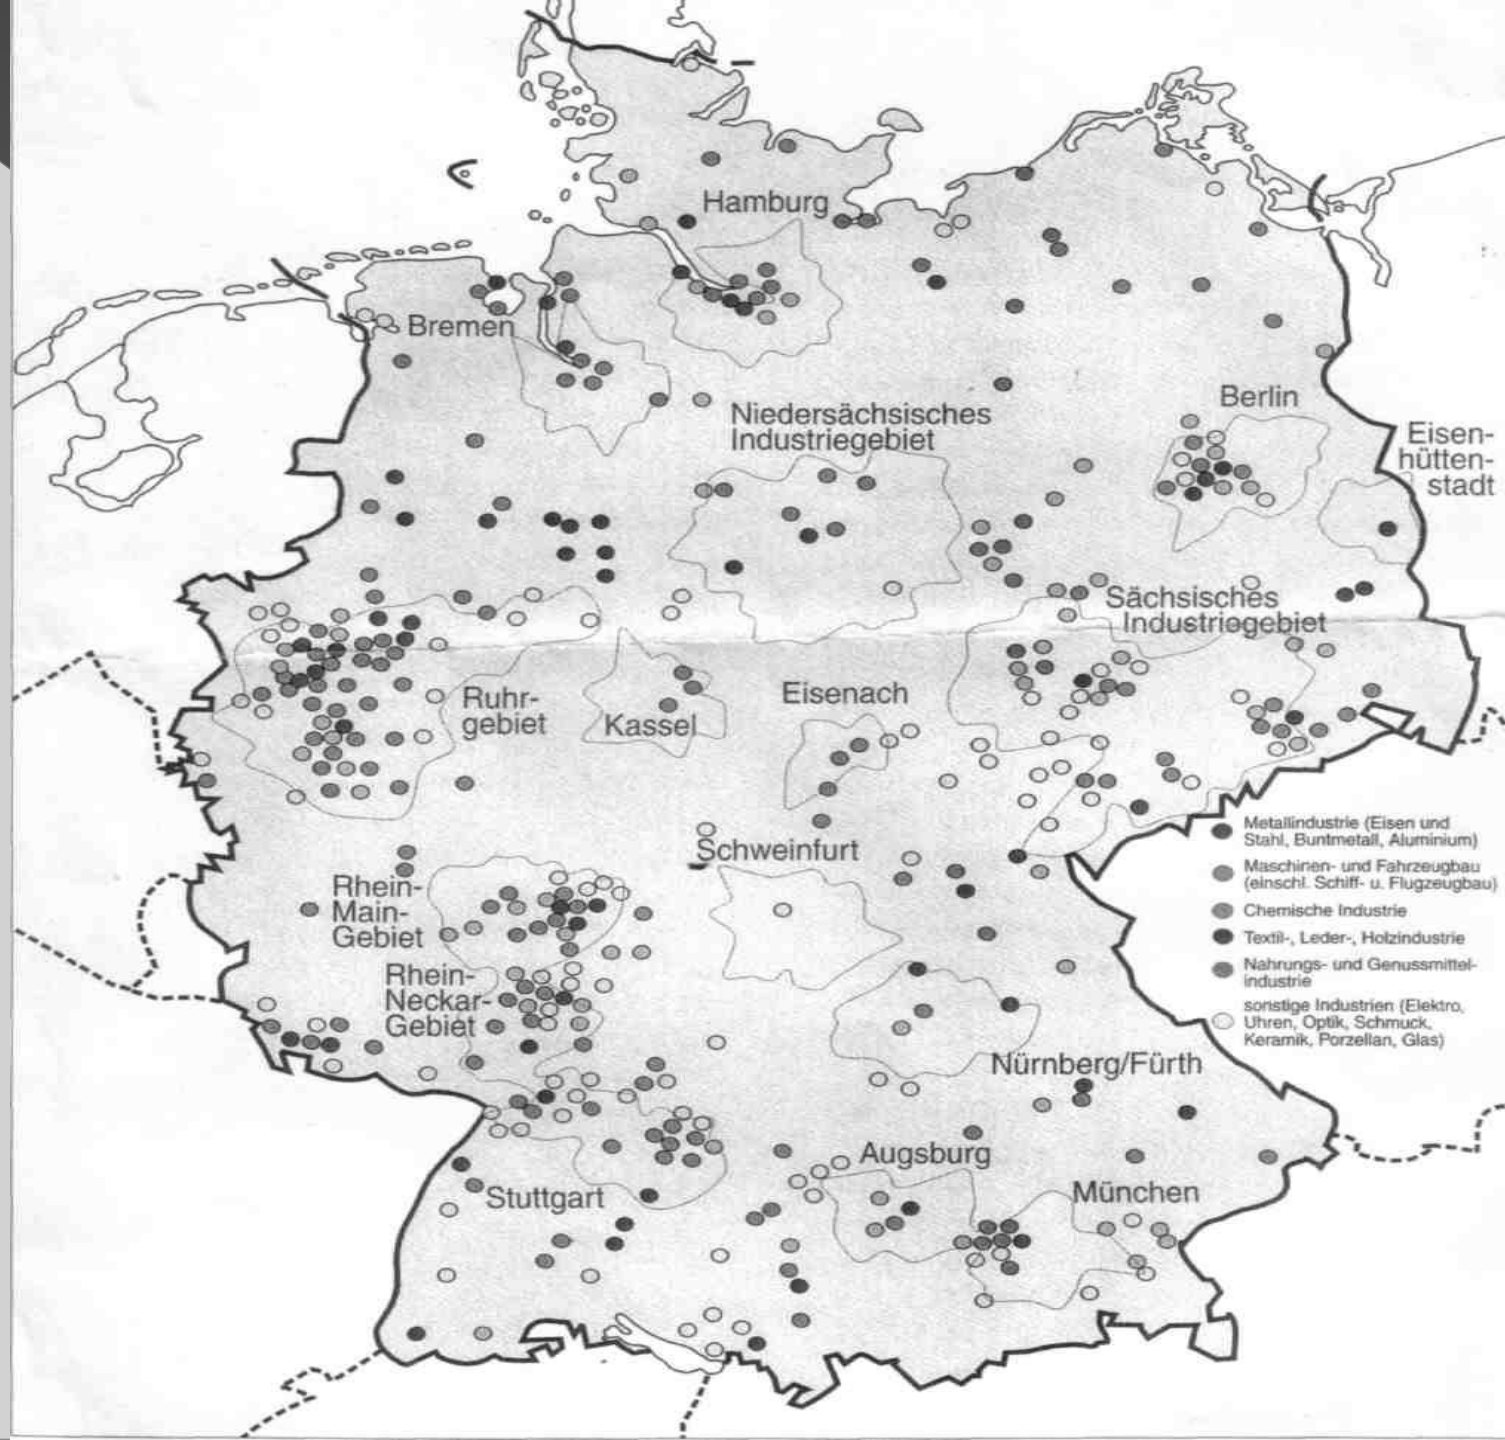 Hamburg
Bremen
Niedersächsisches
Industriegebiet
Berlin
Eisen-
hütten-
stadt
Sächsisches
Industriegebiet
Ruhr-
gebiet
Kassel
Eisenach
Schweinfurt
Rhein-
Main-
Gebiet
Rhein-
Neckar-
Gebiet
Nürnberg/Fürth
Augsburg
Stuttgart
München
Metallindustrie (Eisen und
Stahl, Buntmetall, Aluminium)
Maschinen- und Fahrzeugbau
(einschl. Schiff- u. Flugzeugbau)
Chemische Industrie
Textil-, Leder-, Holzindustrie
Nahrungs- und Genussmittel-
industrie
sonstige Industrien (Elektro,
Uhren, Optik, Schmuck,
Keramik, Porzellan, Glas)